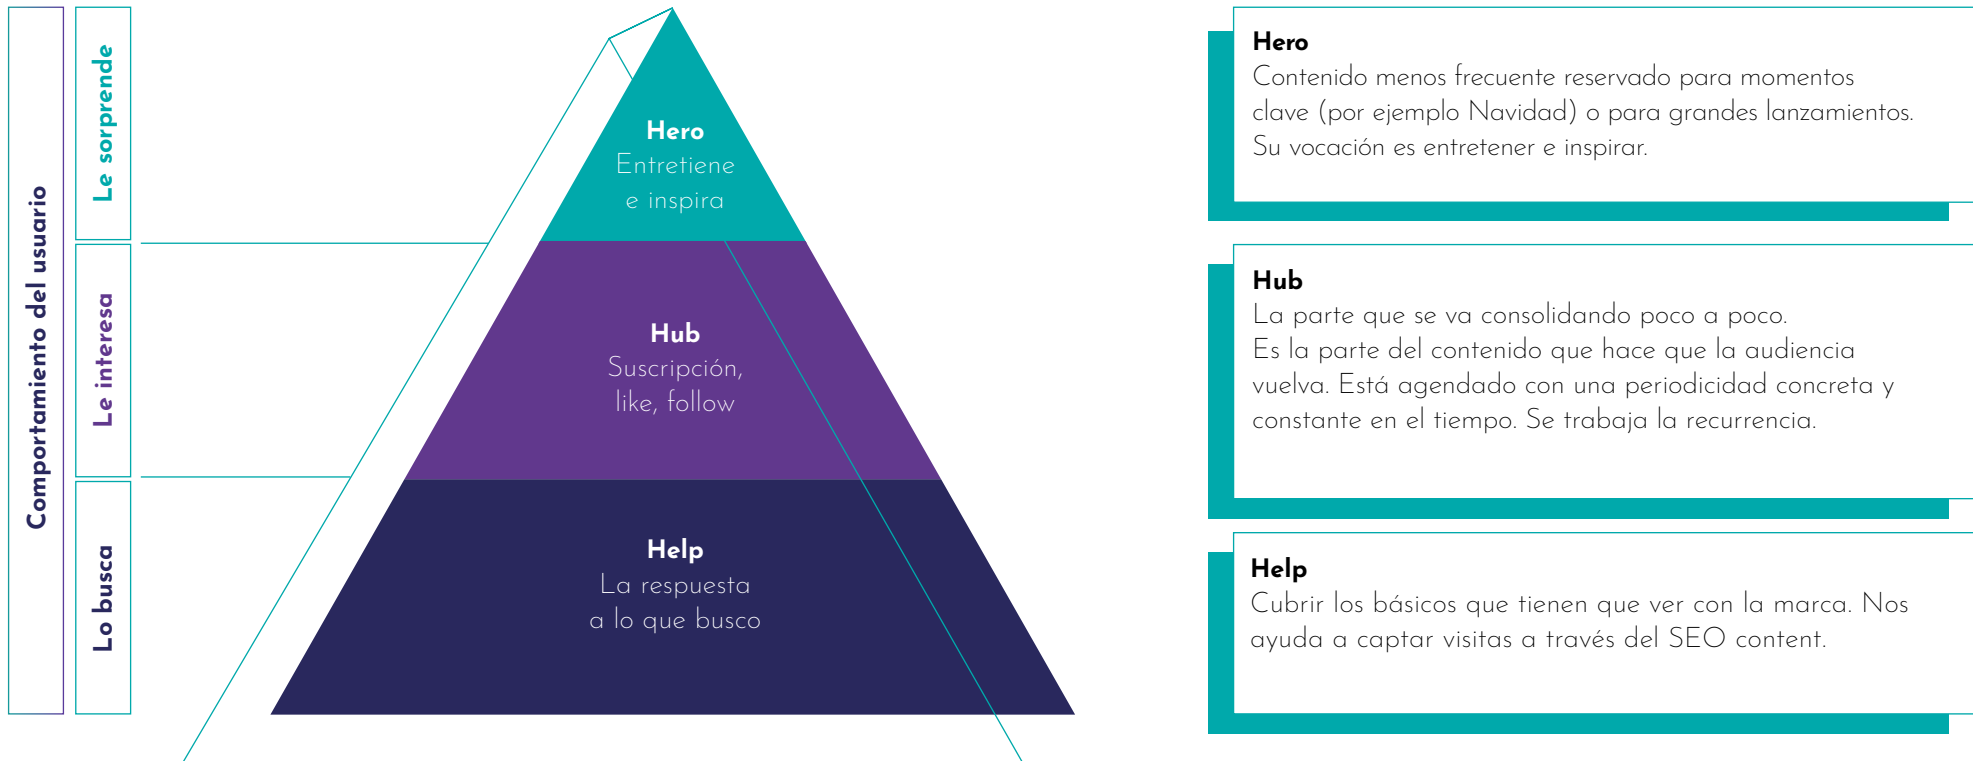 Comportamiento del usuario
Le sorprende
Le interesa
Lo busca
Hero
Entretiene
e inspira
Hub
Suscripción,
like, follow
Help
La respuesta
a lo que busco
Hero
Contenido menos frecuente reservado para momentos
clave (por ejemplo Navidad) o para grandes lanzamientos.
Su vocación es entretener e inspirar.
Hub
La parte que se va consolidando poco a poco.
Es la parte del contenido que hace que la audiencia
vuelva. Está agendado con una periodicidad concreta y
constante en el tiempo. Se trabaja la recurrencia.
Help
Cubrir los básicos que tienen que ver con la marca. Nos
ayuda a captar visitas a través del SEO content.